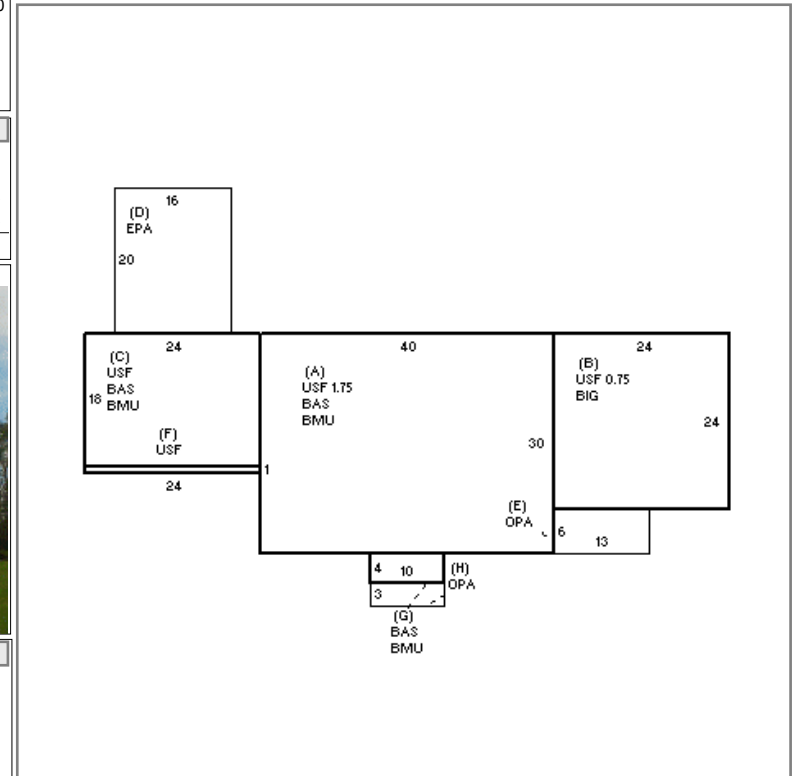 16
(D)
EPA
20
24
(C)
USF
BAS
18 BMU
(F)
USF
24
1
40
(A)
USF 1.75
BAS
BMU
30
(E)
OPA
24
(B)
USF 0.75
BIG
24
6
13
4 10
(H)
OPA
3
(G)
BAS
BMU